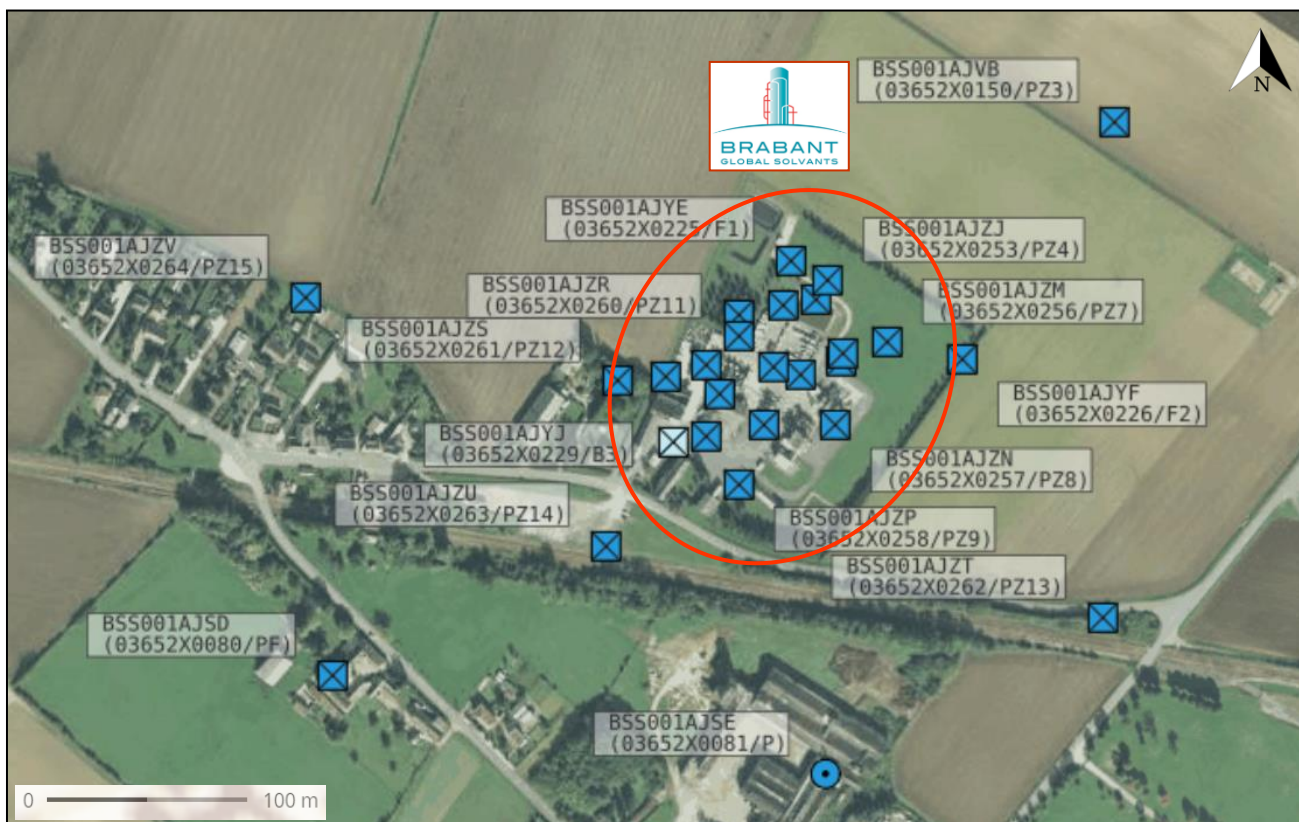 BSS001AJVB
(03652X0150/PZ3)
N
BRABANT
GLOBAL SOLVANTS
BSS001AJYE
(03652X0225/F1)
BSS001AJZJ
(03652X0253/PZ4)
BSS001AJZV
(03652X0264/PZ15)
BSS001AJZR
(03652X0260/PZ11)
BSS001AJZM
(03652X0256/PZ7)
BSS001AJZS
(03652X0261/PZ12)
BSS001AJYF
(03652X0226/F2)
BSS001AJYJ
(03652X0229/B3)
BSS001AJZN
(03652X0257/PZ8)
BSS001AJZU
(03652X0263/PZ14)
BSS001AJZP
(03652X0258/PZ9)
BSS001AJZT
(03652X0262/PZ13)
BSS001AJSD
(03652X0080/PF)
BSS001AJSE
(03652X0081/P)
0 100 m